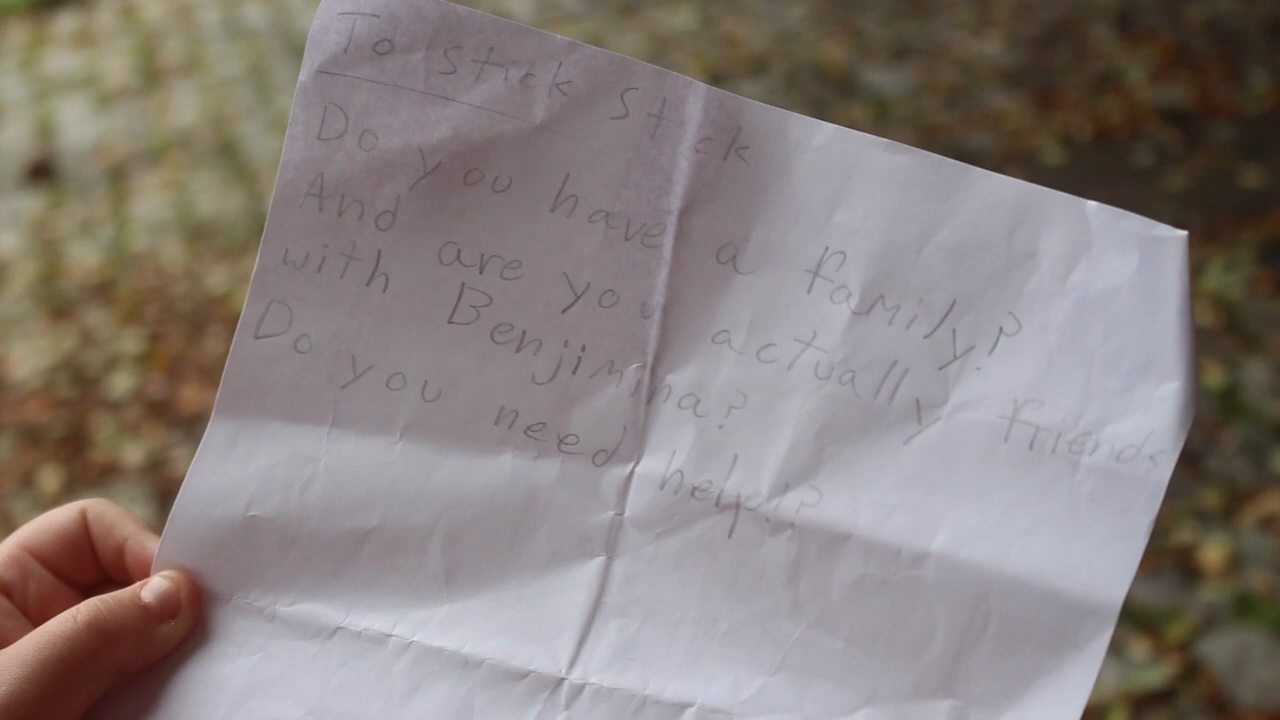 To stick stick
Do you have a family?
And are you actually friends
with Benjimina?
Do you need help!?